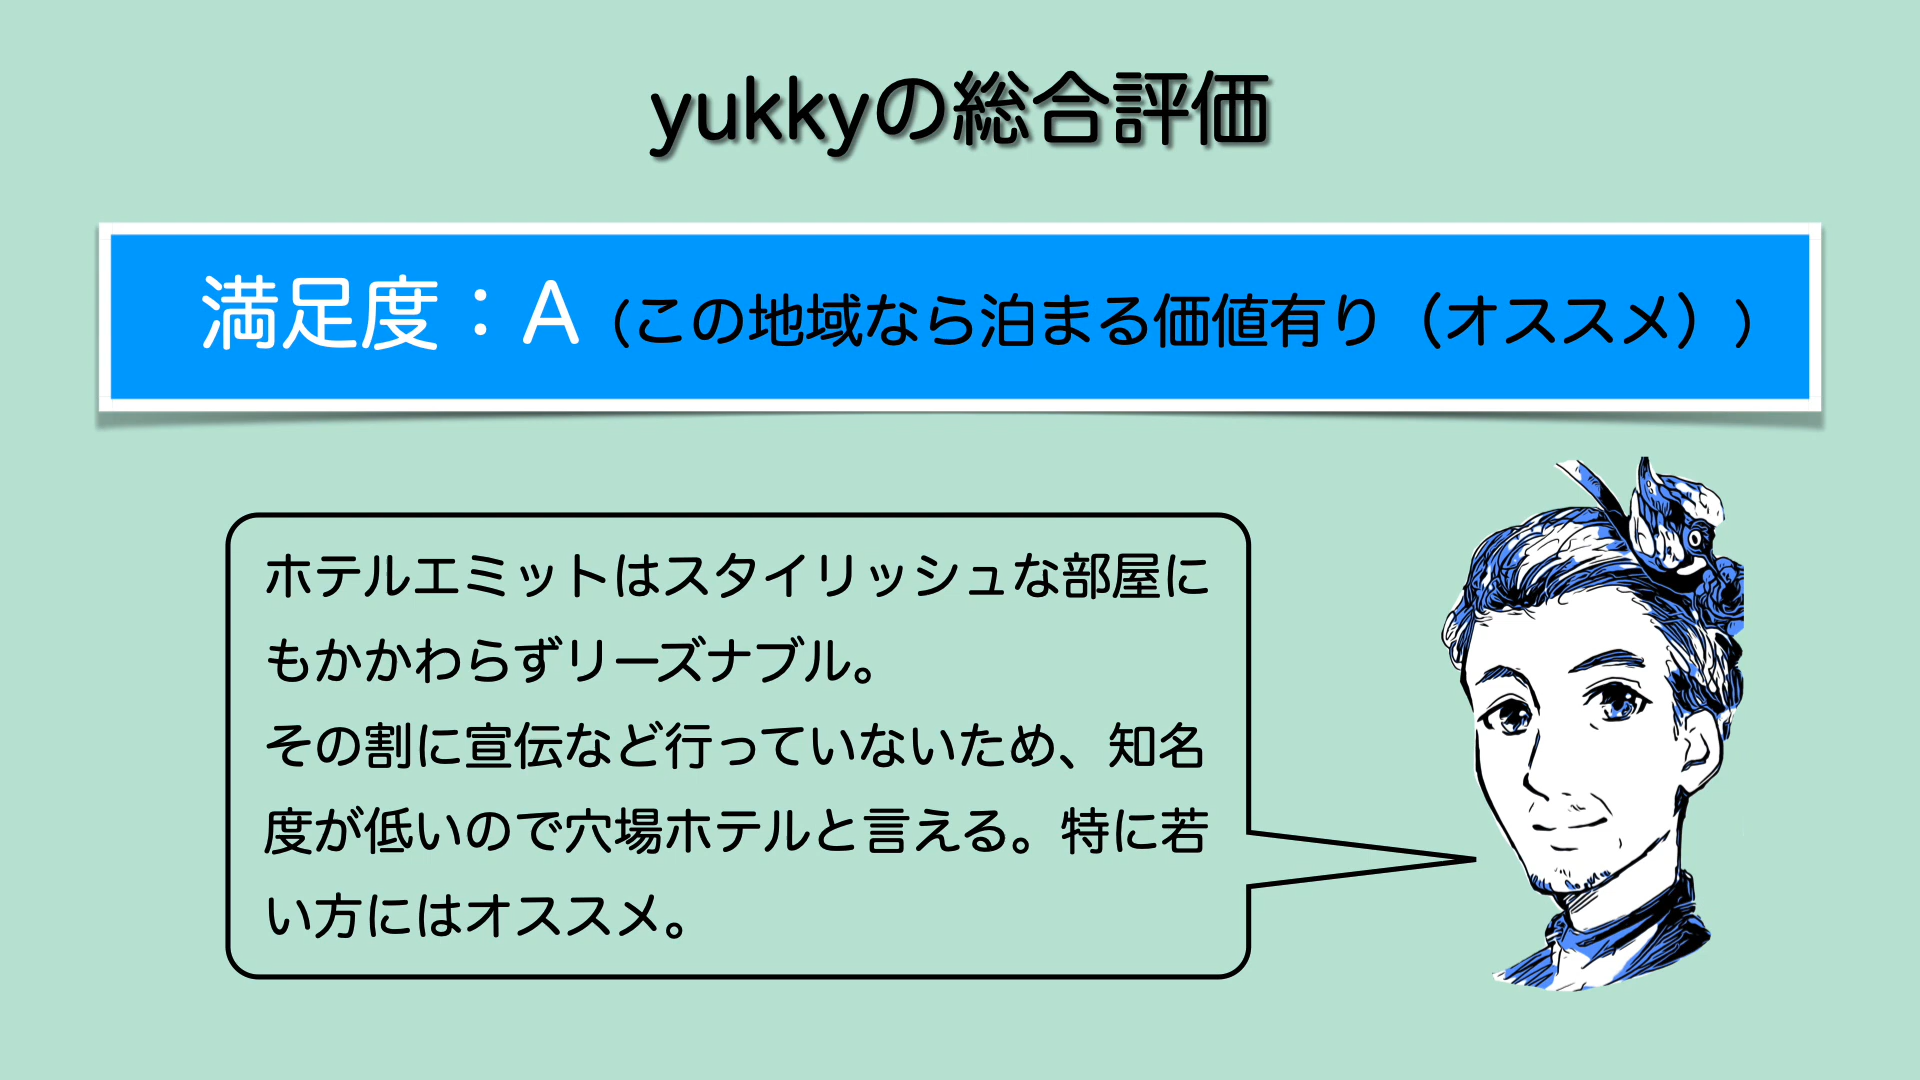 yukkyの総合評価
満足度：A (この地域なら泊まる価値有り（オススメ）)
ホテルエミットはスタイリッシュな部屋に
もかかわらずリーズナブル。
その割に宣伝など行っていないため、知名
度が低いので穴場ホテルと言える。特に若
い方にはオススメ。